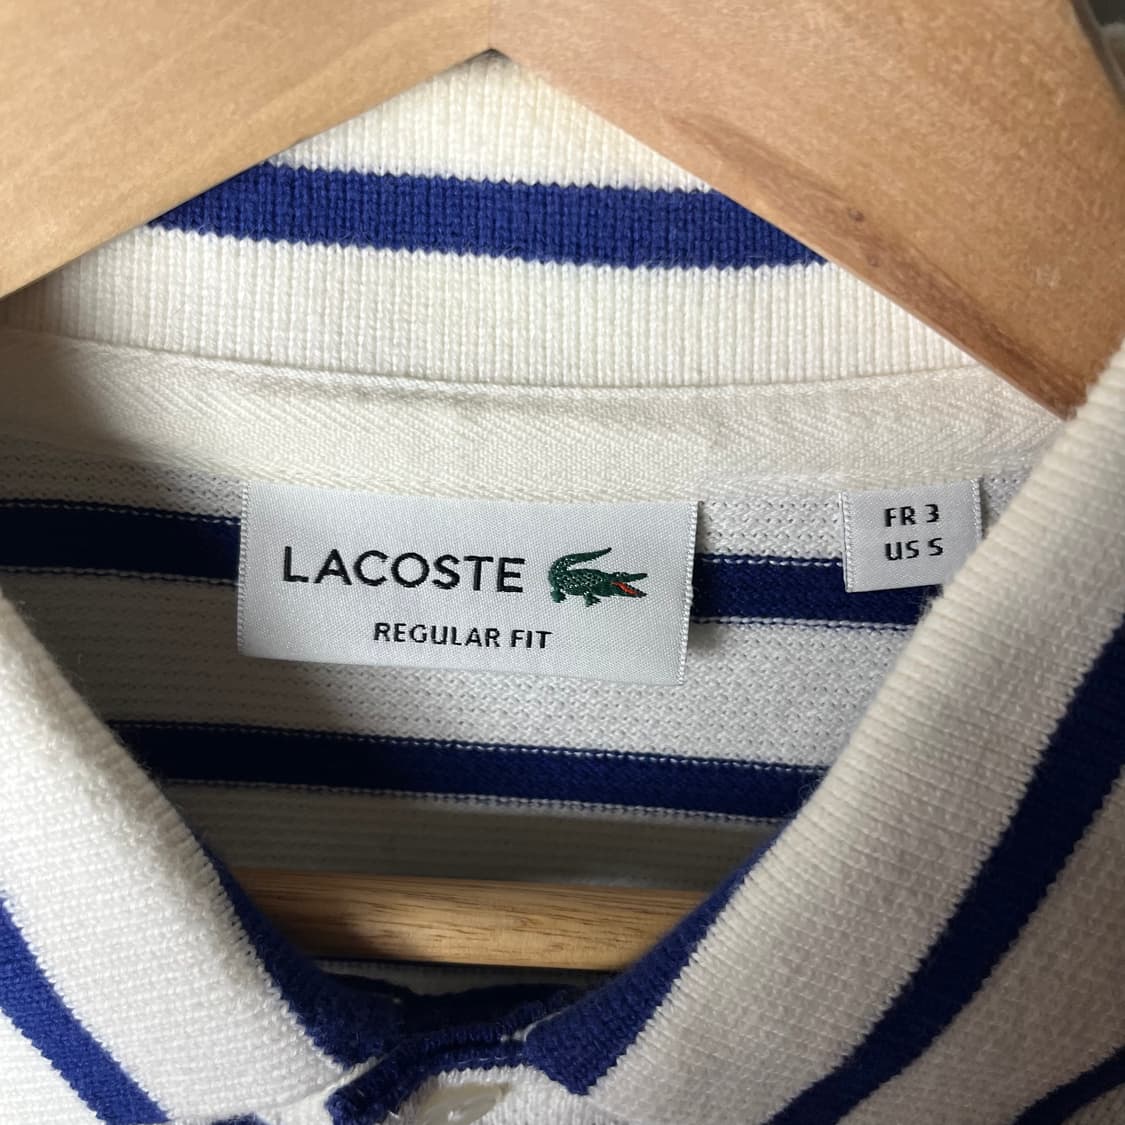 LACOSTE
REGULAR FIT
FR 3
US S